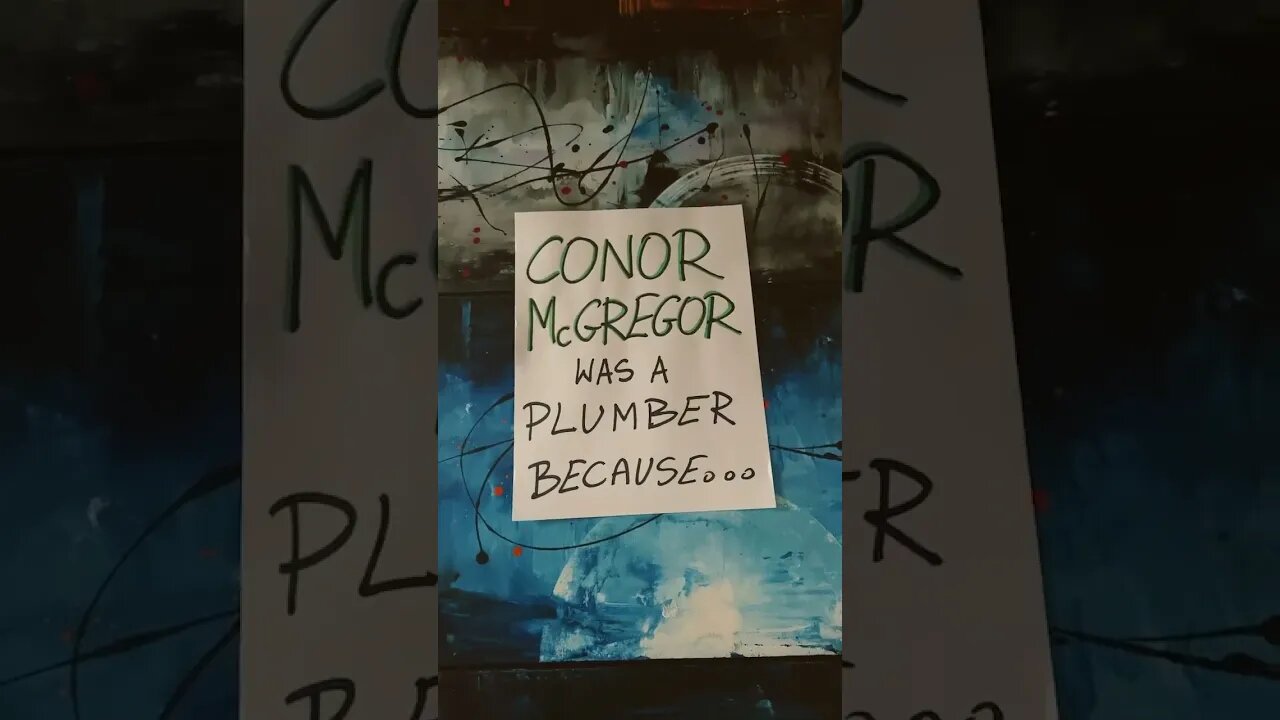 CONOR
McGREGOR
WAS A
PLUMBER
BECAUSE...